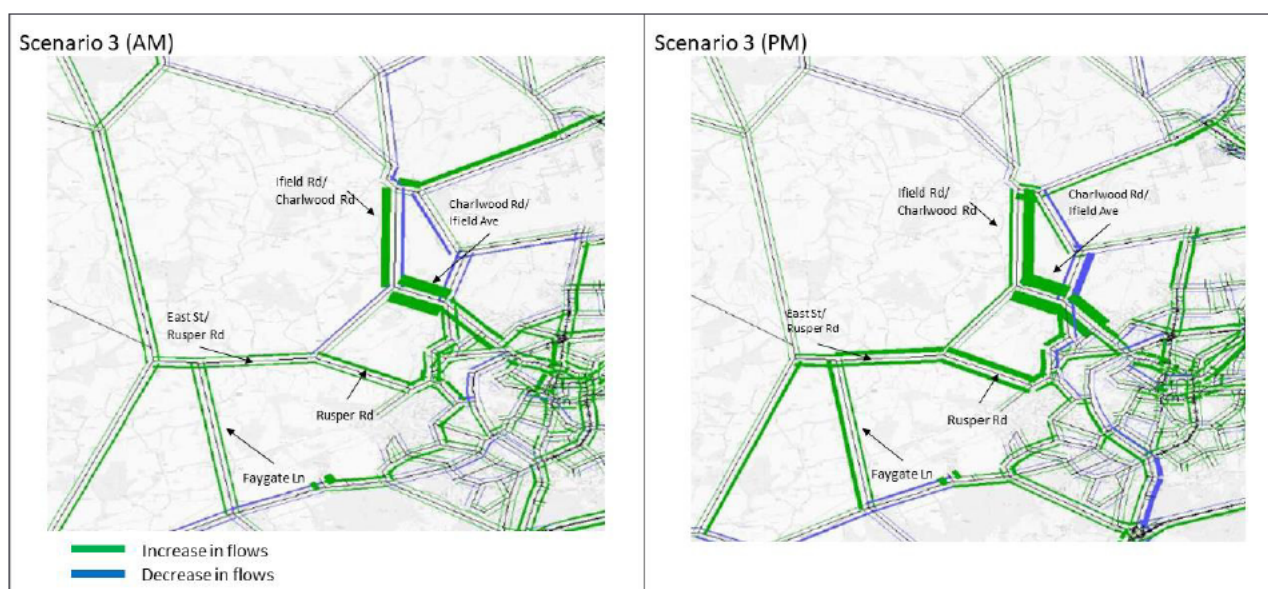 Scenario 3 (AM)
Ifield Rd/
Charlwood Rd
Charlwood Rd/
Ifield Ave
East St/
Rusper Rd
Rusper Rd
Faygate Ln
Increase in flows
Decrease in flows
Scenario 3 (PM)
Ifield Rd/
Charlwood Rd
Charlwood Rd/
Ifield Ave
East St/
Rusper Rd
Rusper Rd
Faygate Ln